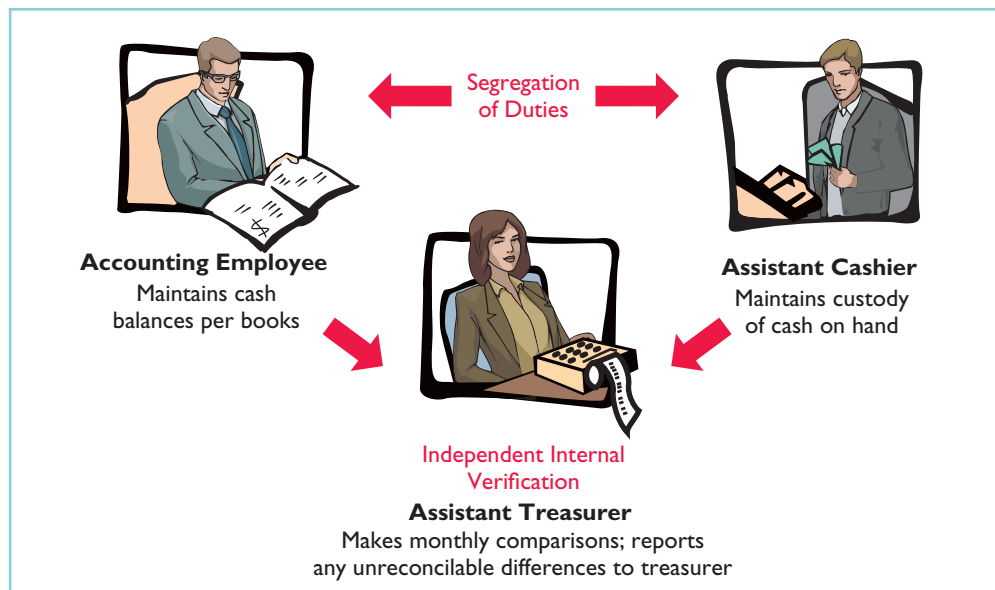 Segregation
of Duties
Accounting Employee
Maintains cash
balances per books
Assistant Cashier
Maintains custody
of cash on hand
$
Independent Internal
Verification
Assistant Treasurer
Makes monthly comparisons; reports
any unreconcilable differences to treasurer